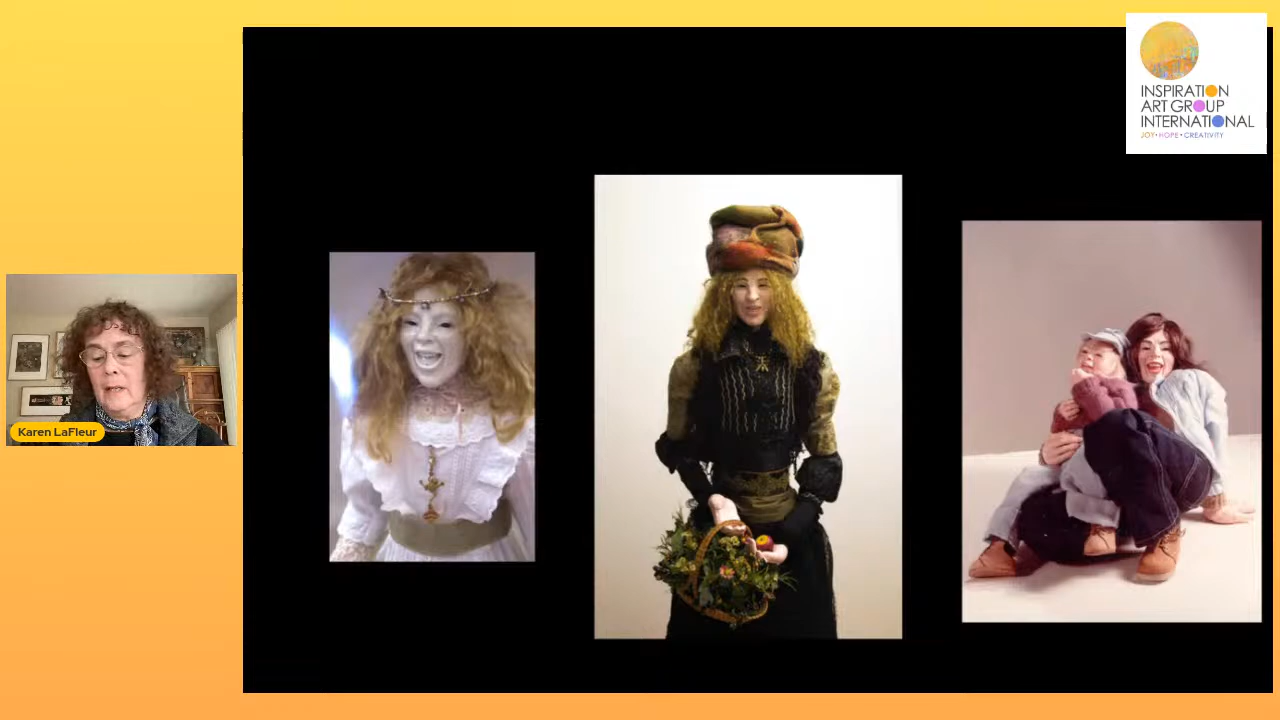 INSPIRATION
ART GROUP
INTERNATIONAL
JOY•HOPE•CREATIVITY
Karen LaFleur